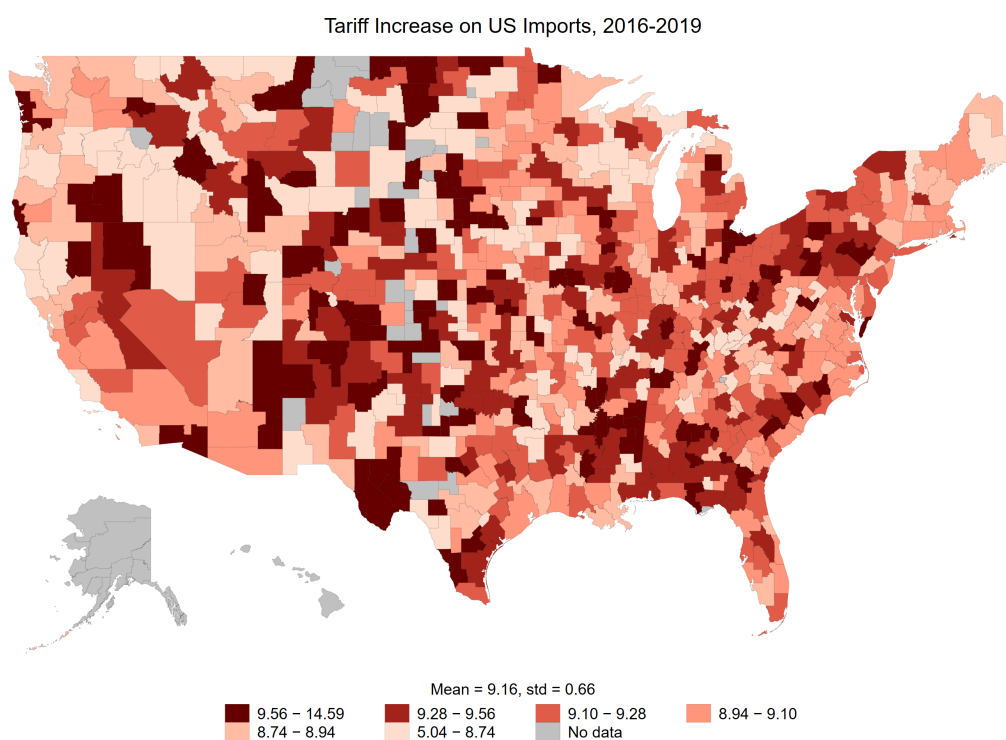 Tariff Increase on US Imports, 2016-2019
Mean = 9.16, std = 0.66
9.56 − 14.59 9.28 − 9.56 9.10 − 9.28 8.94 − 9.10
8.74 − 8.94 5.04 − 8.74 No data